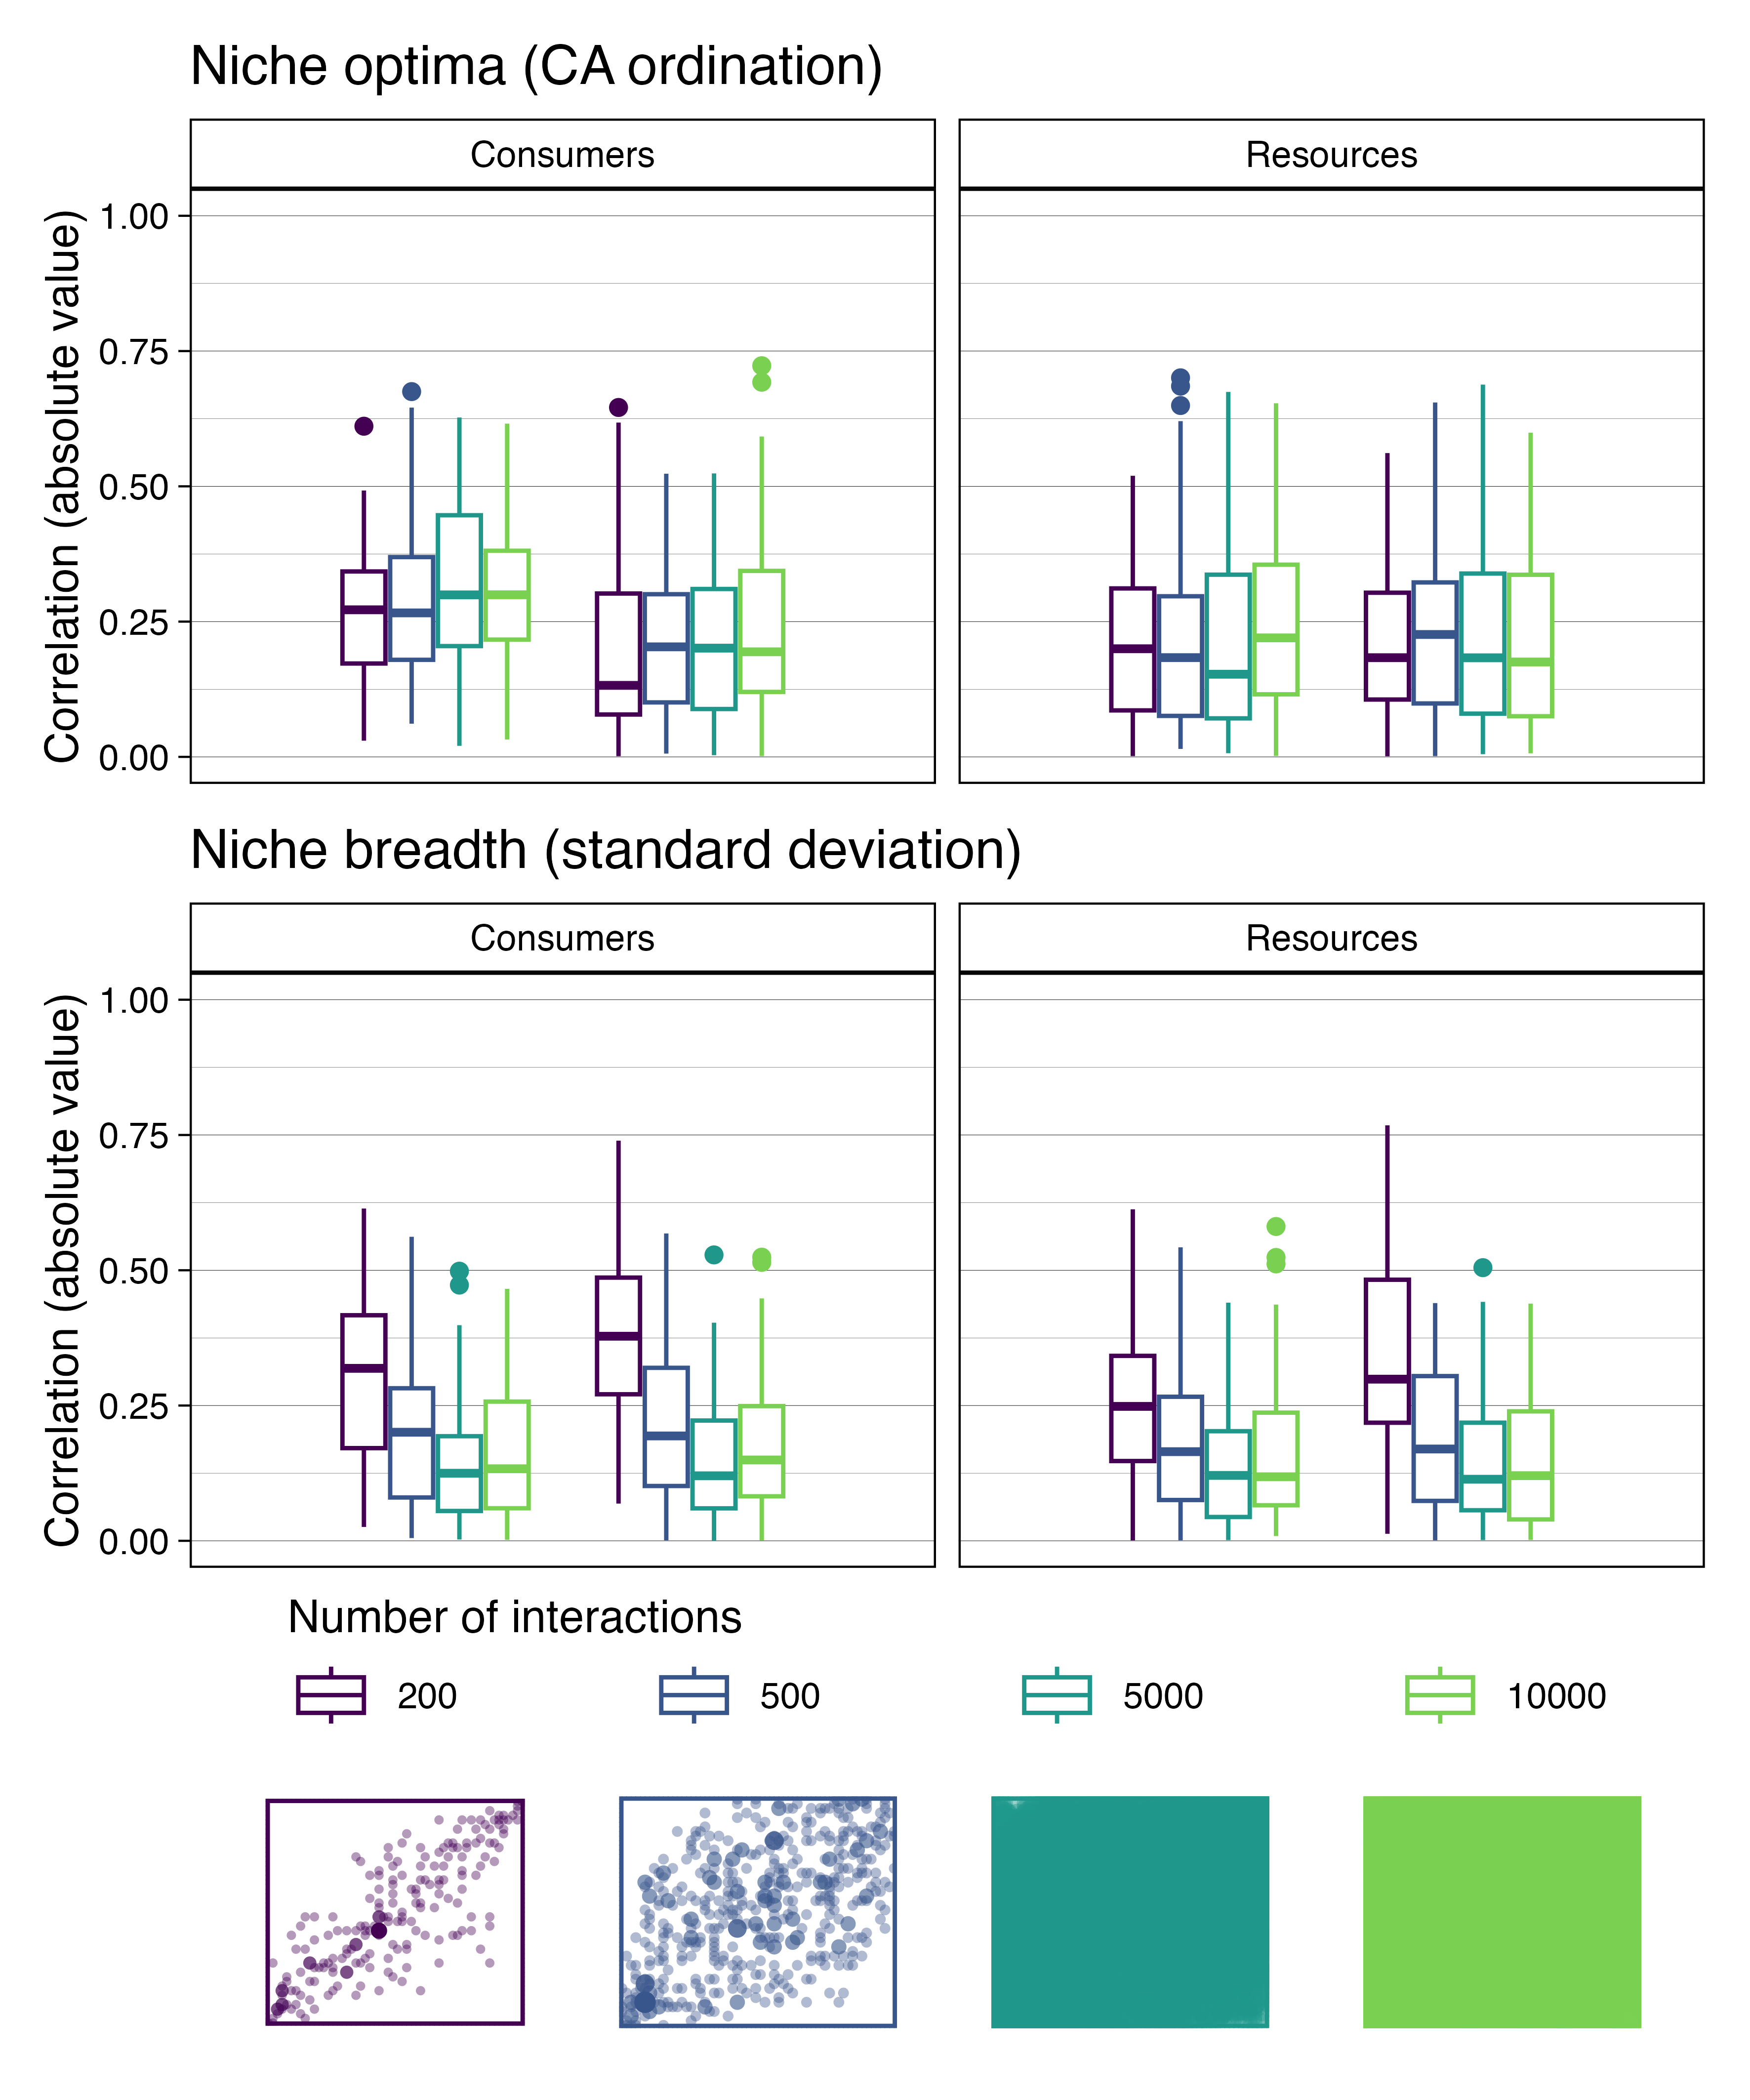 Niche optima (CA ordination)
Consumers
Resources
Correlation (absolute value)
1.00
0.75
0.50
0.25
0.00
Niche breadth (standard deviation)
Consumers
Resources
Correlation (absolute value)
1.00
0.75
0.50
0.25
0.00
Number of interactions
200
500
5000
10000